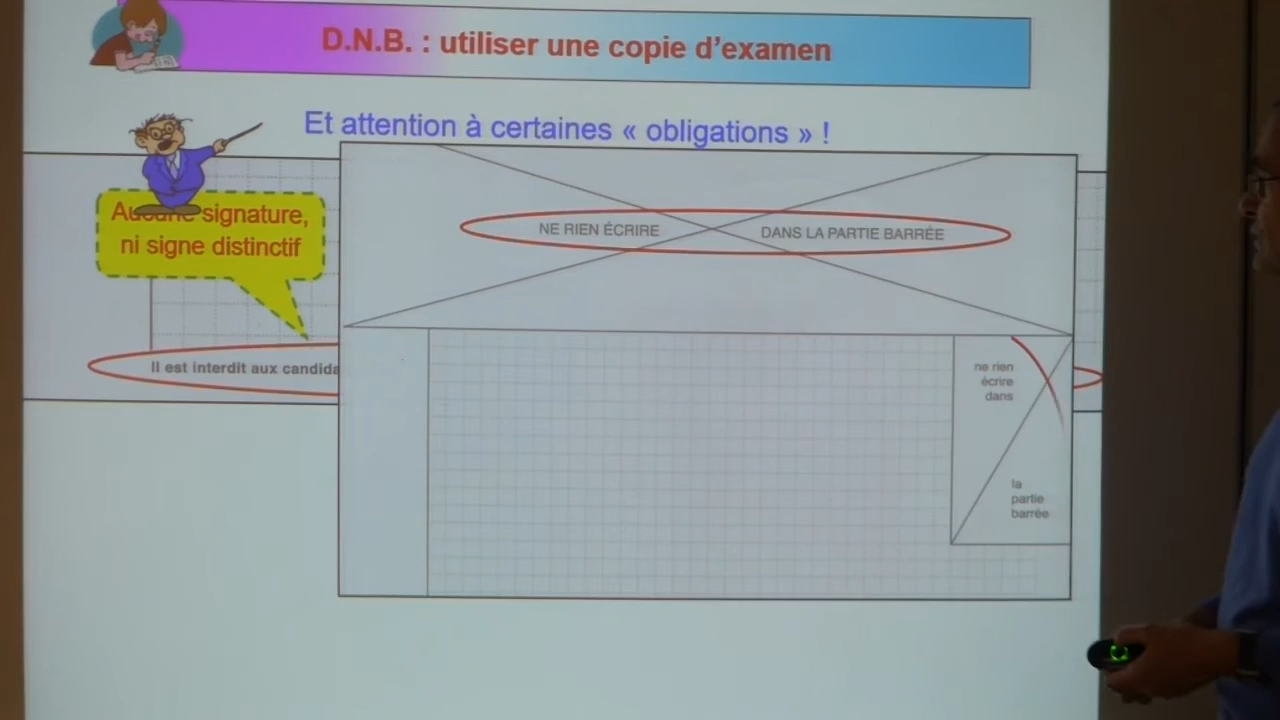 D.N.B. : utiliser une copie d'examen
Et attention à certaines « obligations » !
Aucune signature,
ni signe distinctif
Il est interdit aux
NE RIEN ÉCRIRE DANS LA PARTIE BARRÉE
ne rien
écrire
dans
la
partie
barrée